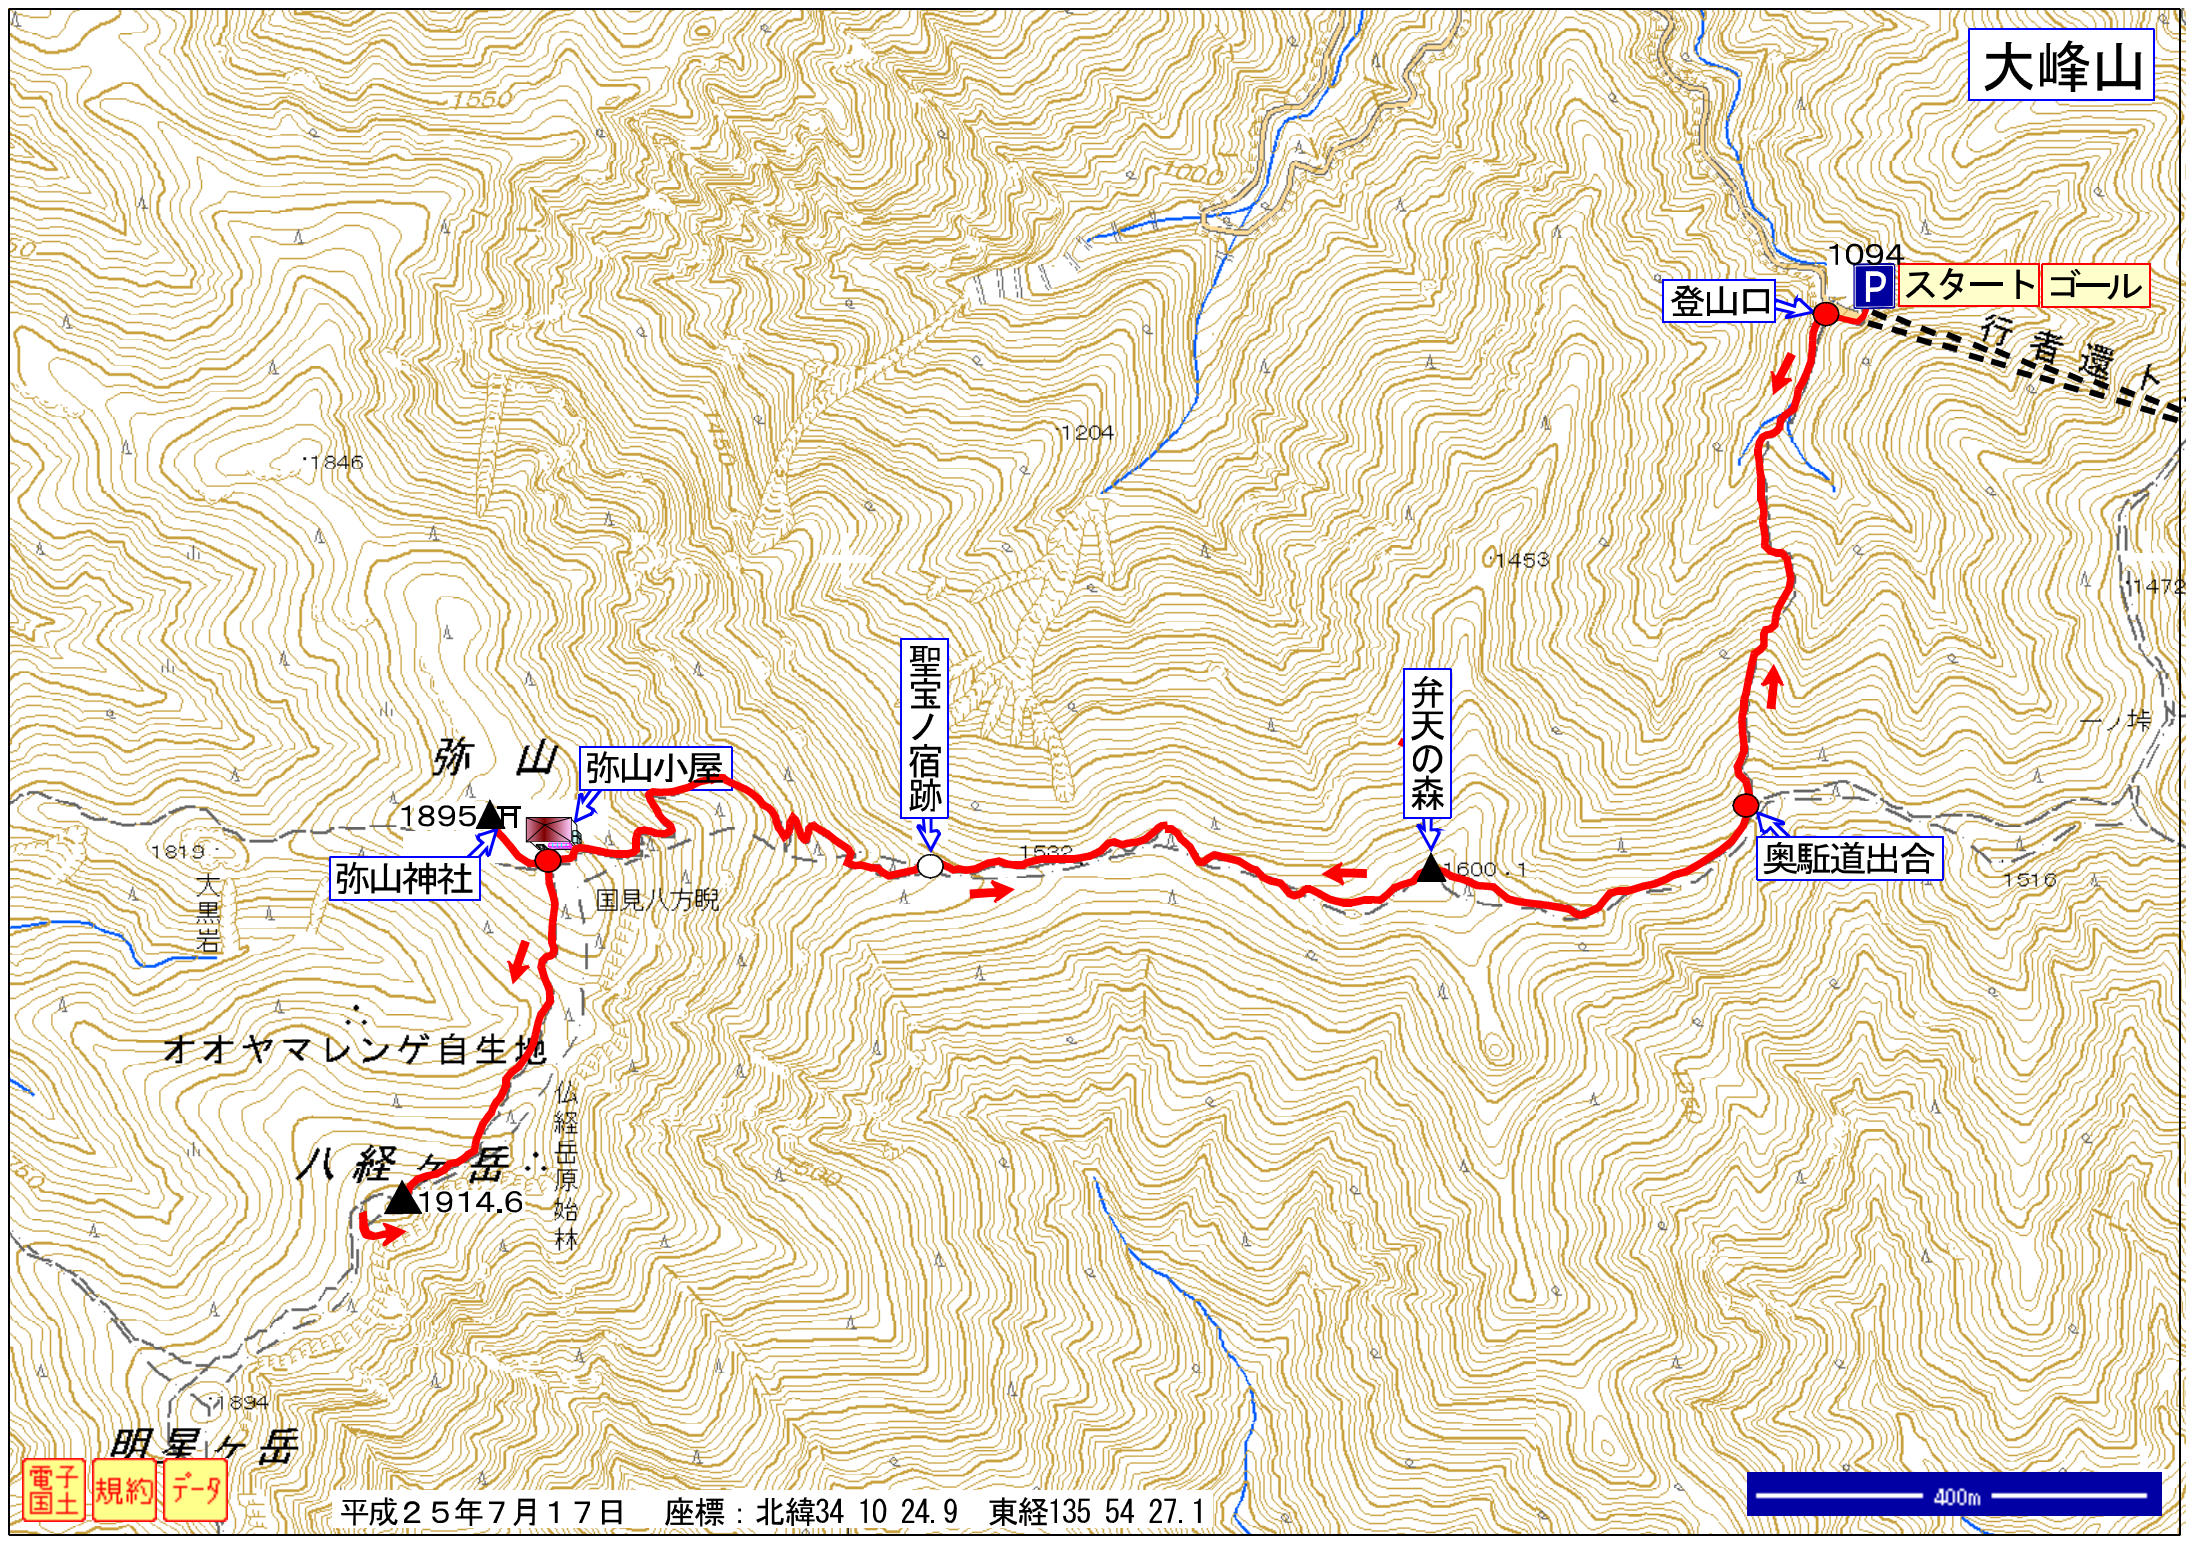 大峰山
1550
1000
1094
P
スタート
ゴール
登山口
行者還ト
1204
1450
1846
1453
1472
聖宝ノ宿跡
弁天の森
一ノ垰
弥山
弥山小屋
1895
1819
大黒岩
弥山神社
国見八方睨
1532
1600.1
奥駈道出合
1516
オオヤマレンゲ自生地
仏経岳原始林
八経ヶ岳
1914.6
1500
1894
明星ヶ岳
電子国土
規約
データ
平成25年7月17日 座標：北緯34 10 24.9 東経135 54 27.1
400m